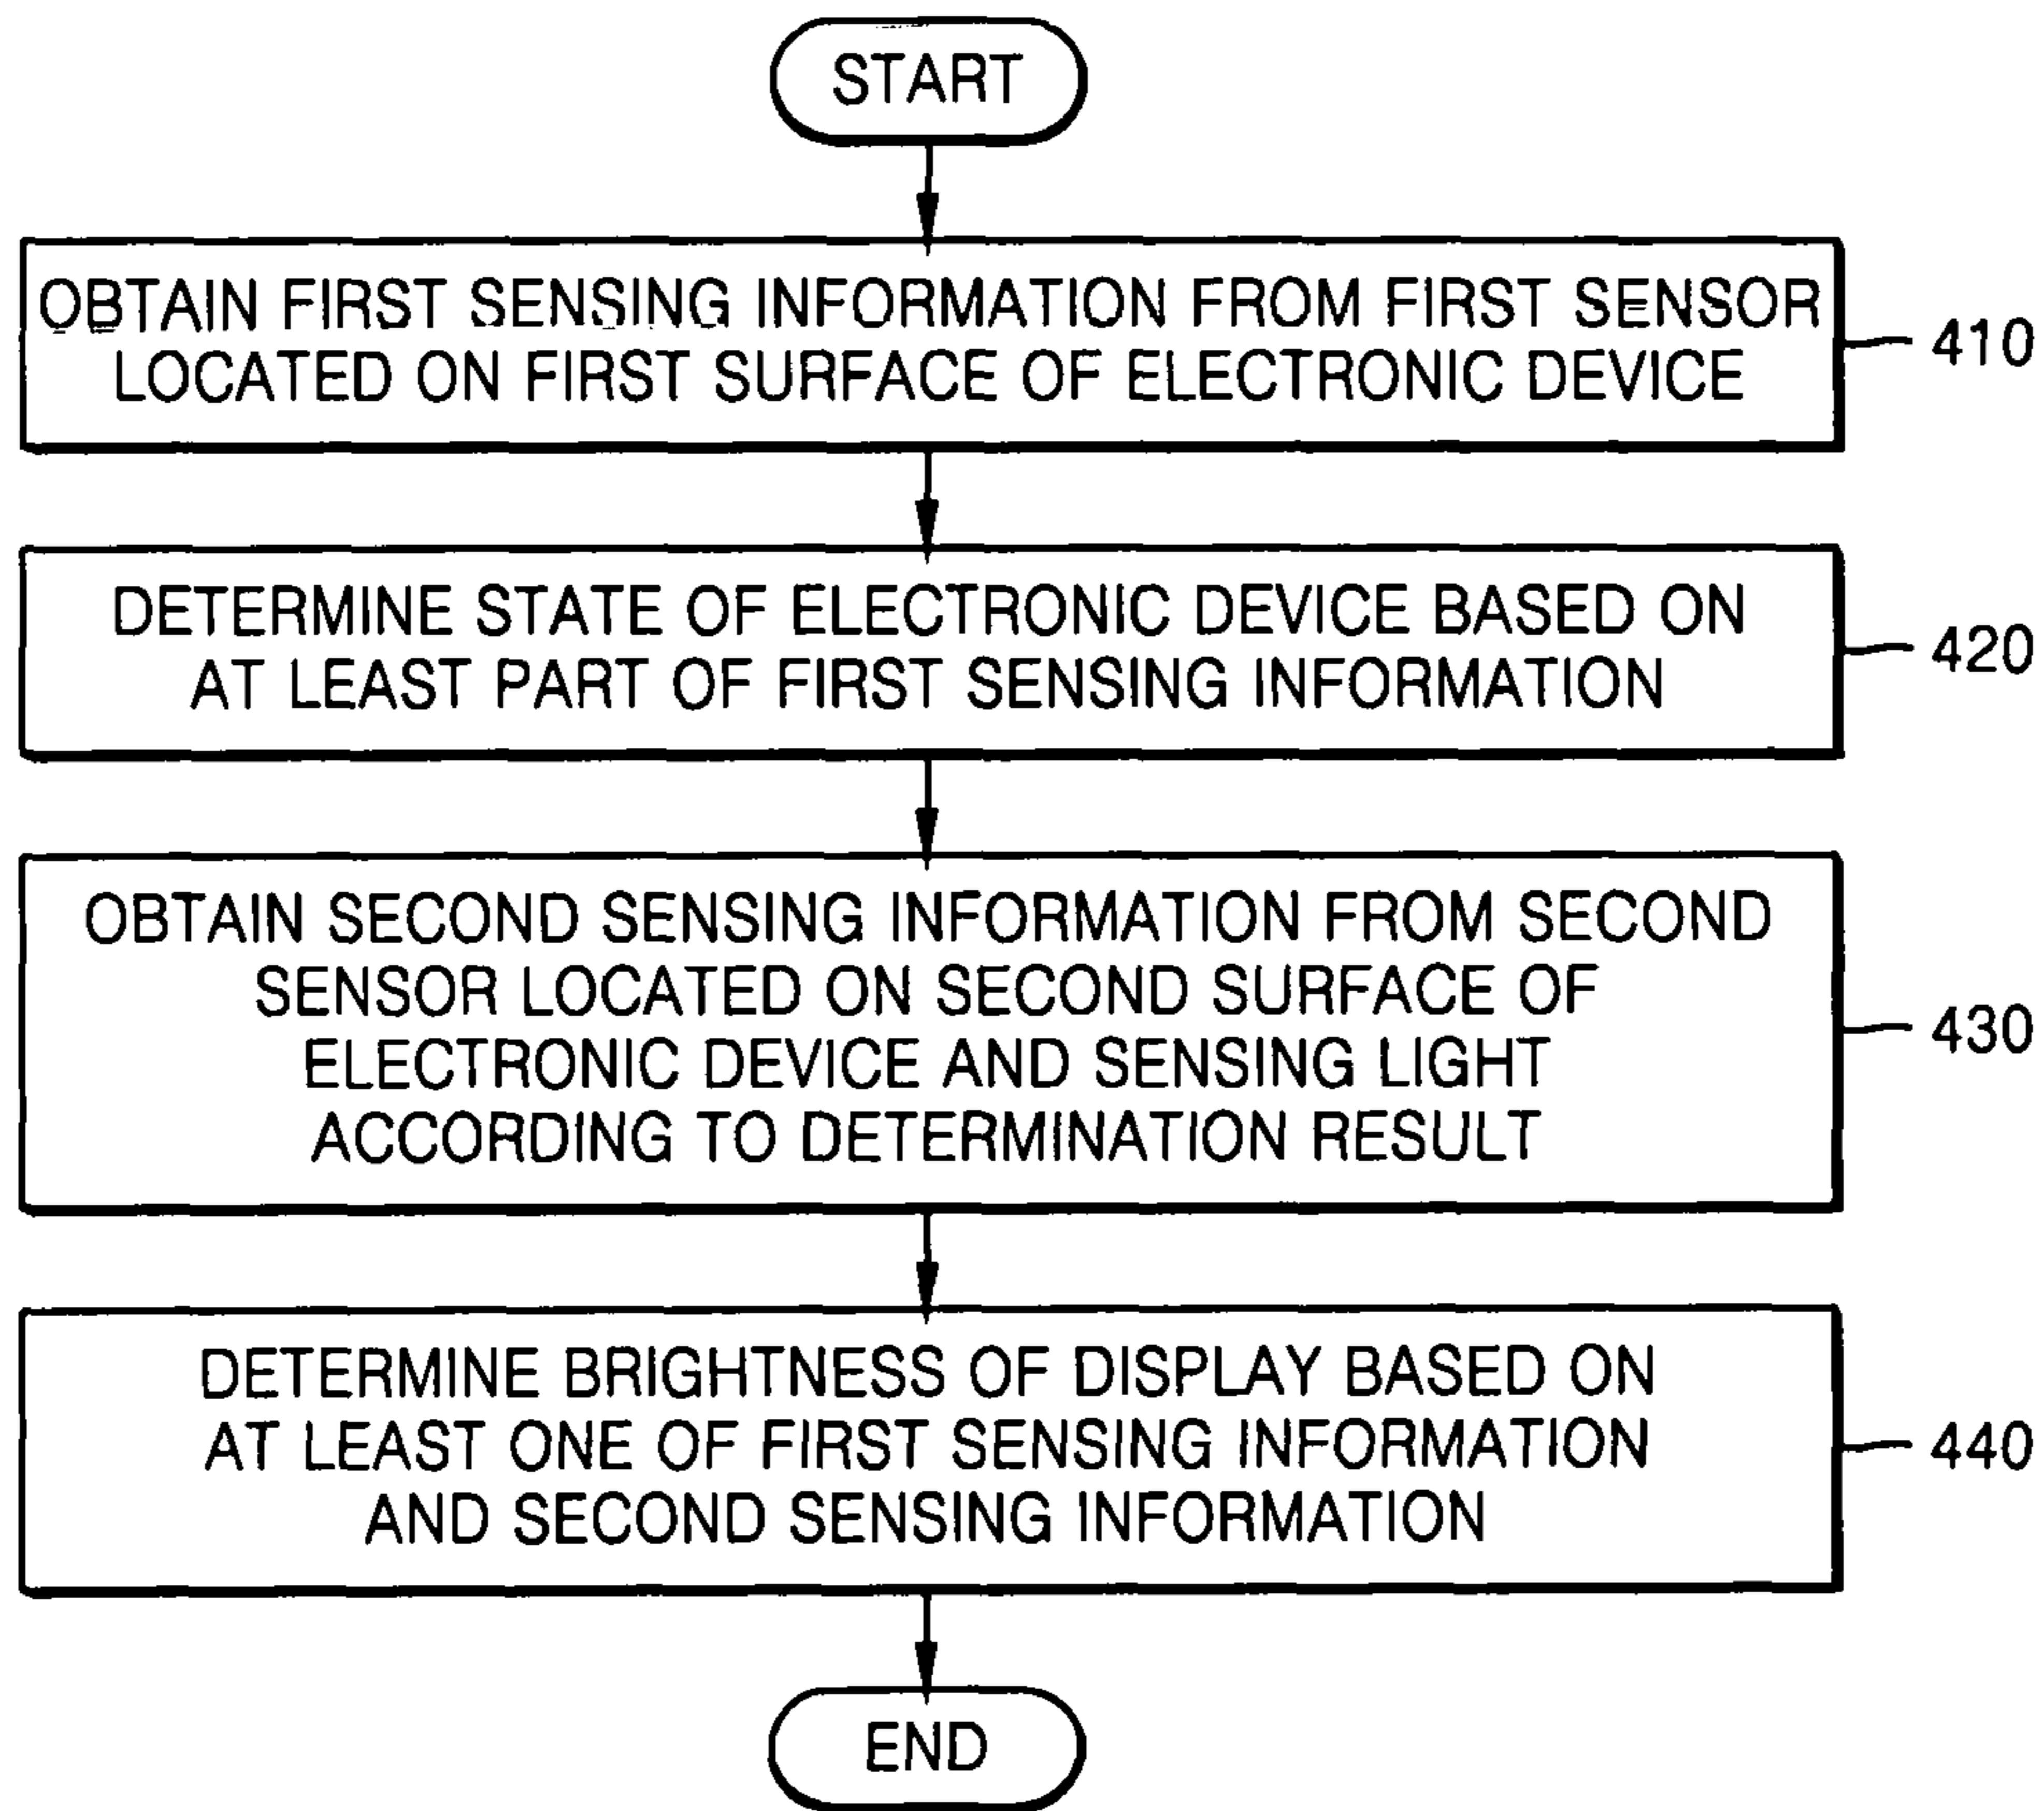 START
OBTAIN FIRST SENSING INFORMATION FROM FIRST SENSOR
LOCATED ON FIRST SURFACE OF ELECTRONIC DEVICE
410
DETERMINE STATE OF ELECTRONIC DEVICE BASED ON
AT LEAST PART OF FIRST SENSING INFORMATION
420
OBTAIN SECOND SENSING INFORMATION FROM SECOND
SENSOR LOCATED ON SECOND SURFACE OF
ELECTRONIC DEVICE AND SENSING LIGHT
ACCORDING TO DETERMINATION RESULT
430
DETERMINE BRIGHTNESS OF DISPLAY BASED ON
AT LEAST ONE OF FIRST SENSING INFORMATION
AND SECOND SENSING INFORMATION
440
END